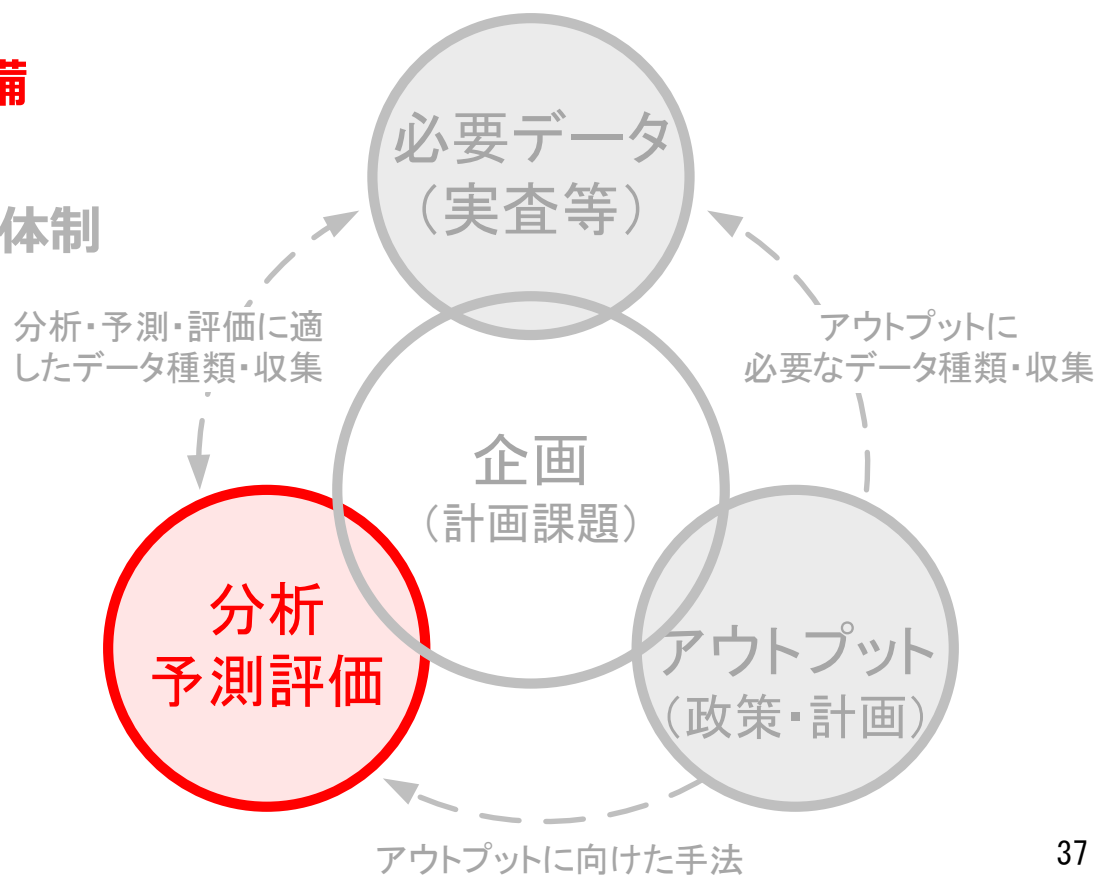 備
体制
必要データ
（実査等）
分析・予測・評価に適
したデータ種類・収集
アウトプットに
必要なデータ種類・収集
企画
（計画課題）
分析
予測評価
アウトプット
（政策・計画）
アウトプットに向けた手法
37